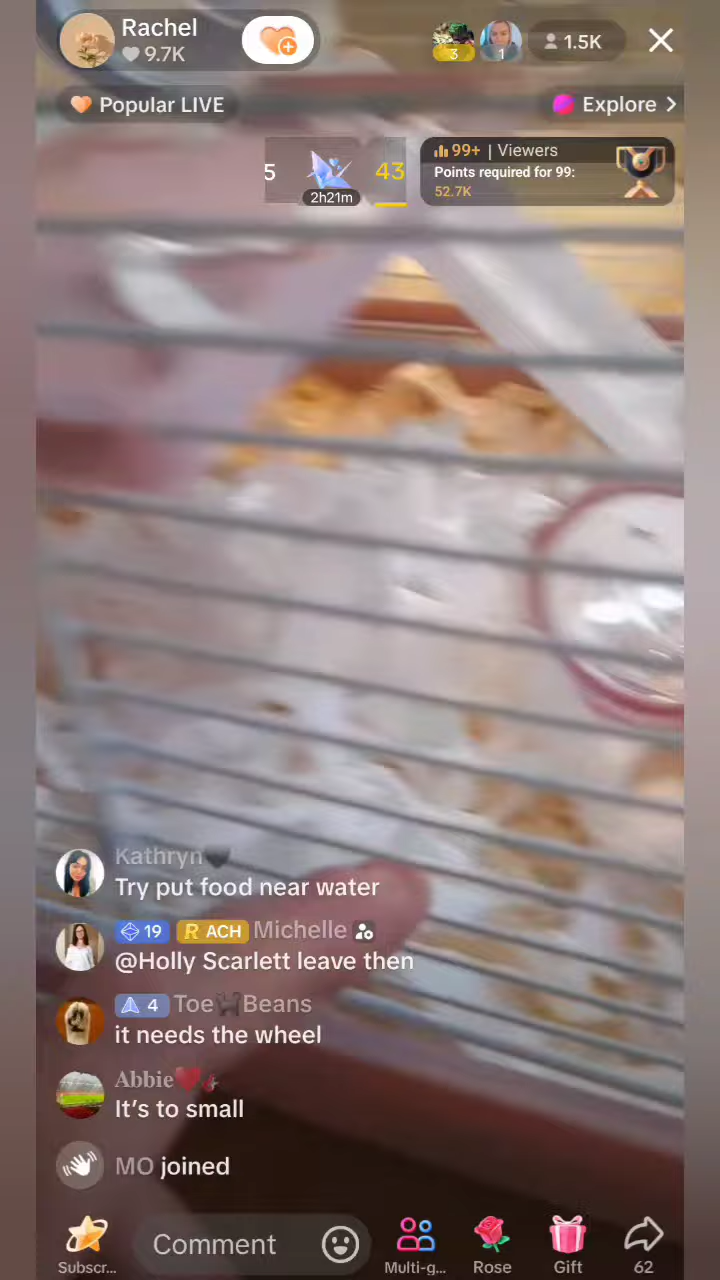 Rachel
9.7K
3
1
1.5K
Popular LIVE
Explore
5
43
2h21m
99+ | Viewers
Points required for 99:
52.7K
Kathryn🖤
Try put food near water
19 R ACH Michelle
@Holly Scarlett leave then
4 Toe🐈‍⬛Beans
it needs the wheel
Abbie
It's to small
MO joined
Subscr...
Comment
Multi-g...
Rose
Gift
62